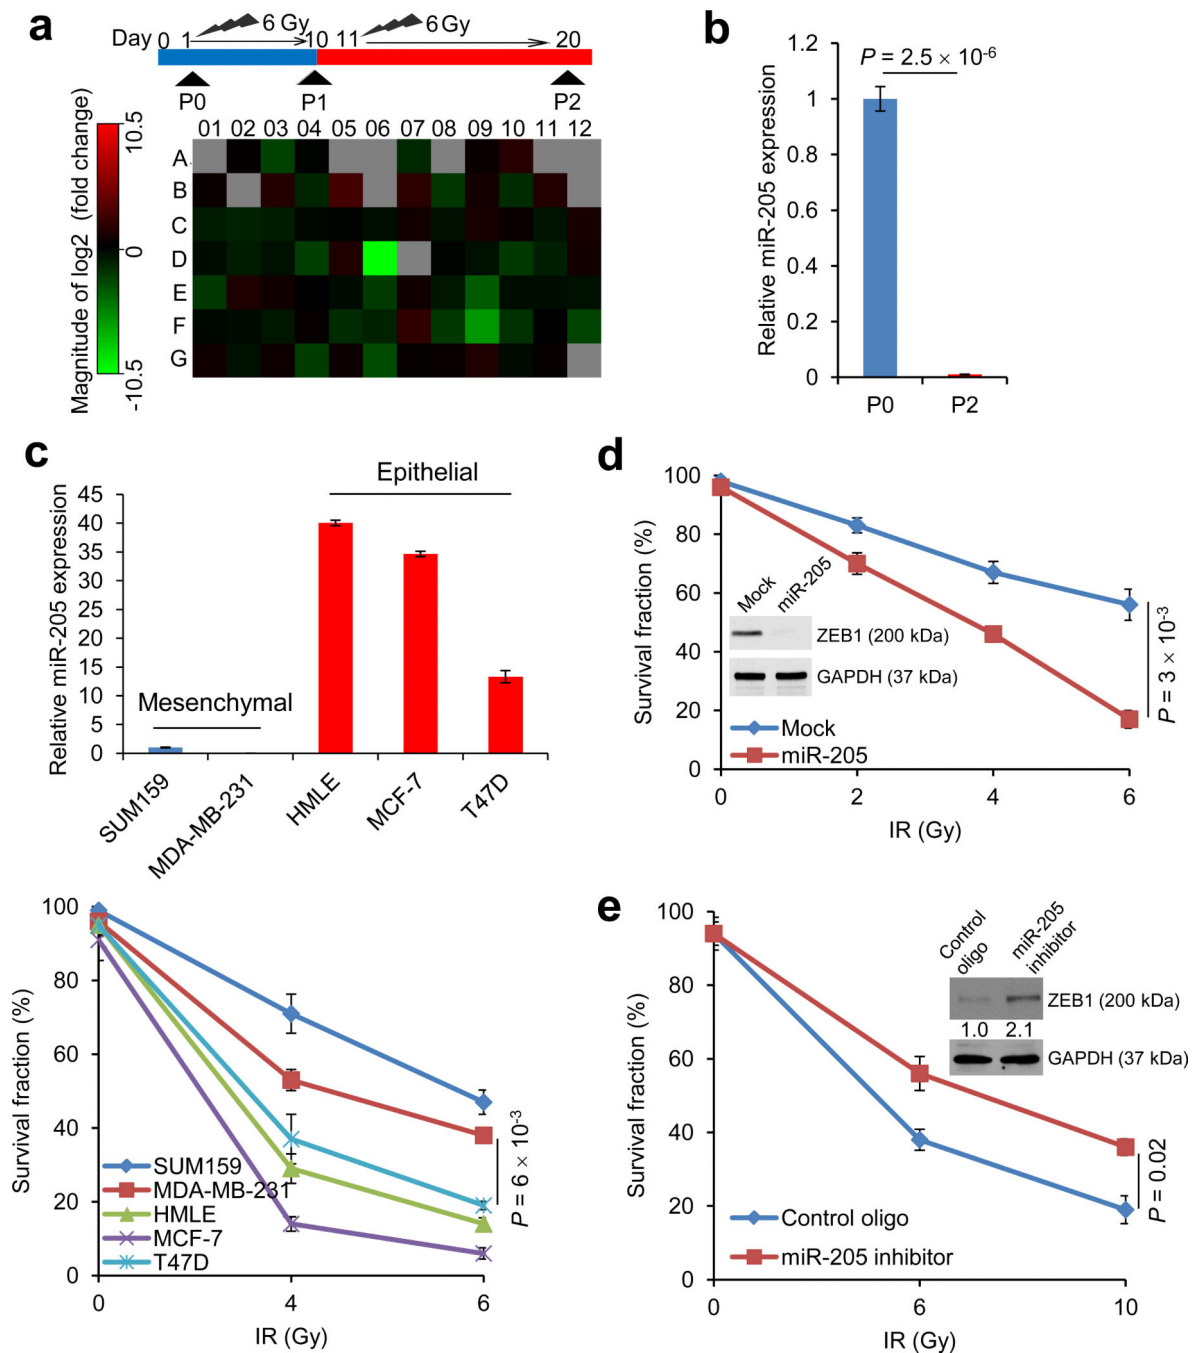 a
Day 0 1 6 Gy 10 11 6 Gy 20
P0 P1 P2
01 02 03 04 05 06 07 08 09 10 11 12
A
B
C
D
E
F
G
Magnitude of log2 (fold change)
10.5
0
-10.5
b
P = 2.5 × 10-6
Relative miR-205 expression
1.2
1
0.8
0.6
0.4
0.2
0
P0 P2
c
Epithelial
Mesenchymal
Relative miR-205 expression
45
40
35
30
25
20
15
10
5
0
SUM159
MDA-MB-231
HMLE
MCF-7
T47D
d
Survival fraction (%)
100
80
60
40
20
0
Mock
miR-205
ZEB1 (200 kDa)
GAPDH (37 kDa)
Mock
miR-205
P = 3 × 10-3
0 2 4 6
IR (Gy)
Survival fraction (%)
100
80
60
40
20
0
SUM159
MDA-MB-231
HMLE
MCF-7
T47D
P = 6 × 10-3
0 4 6
IR (Gy)
e
Survival fraction (%)
100
80
60
40
20
0
Control
oligo
miR-205
inhibitor
ZEB1 (200 kDa)
1.0 2.1
GAPDH (37 kDa)
Control oligo
miR-205 inhibitor
P = 0.02
0 6 10
IR (Gy)